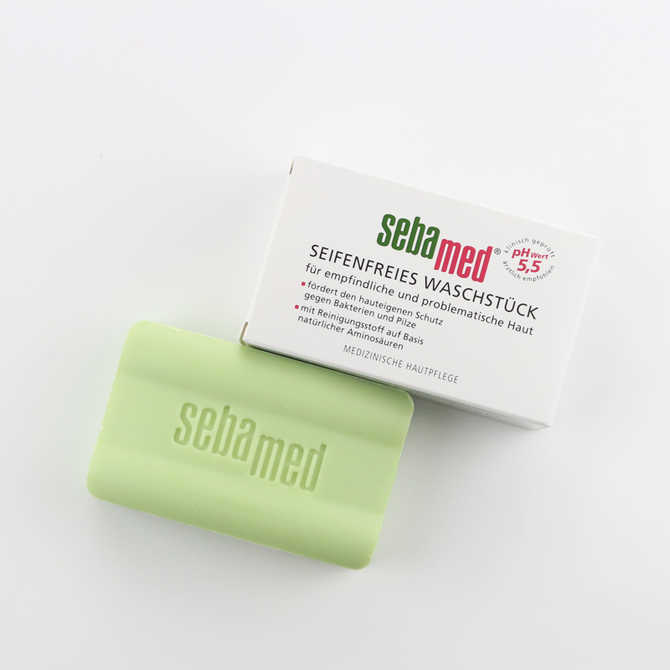 sebamed®
klinisch geprüft
pH Wert
5,5
ärztlich empfohlen
SEIFENFREIES WASCHSTÜCK
für empfindliche und problematische Haut
▪ fördert den hauteigenen Schutz
gegen Bakterien und Pilze
▪ mit Reinigungsstoff auf Basis
natürlicher Aminosäuren
MEDIZINISCHE HAUTPFLEGE
sebamed